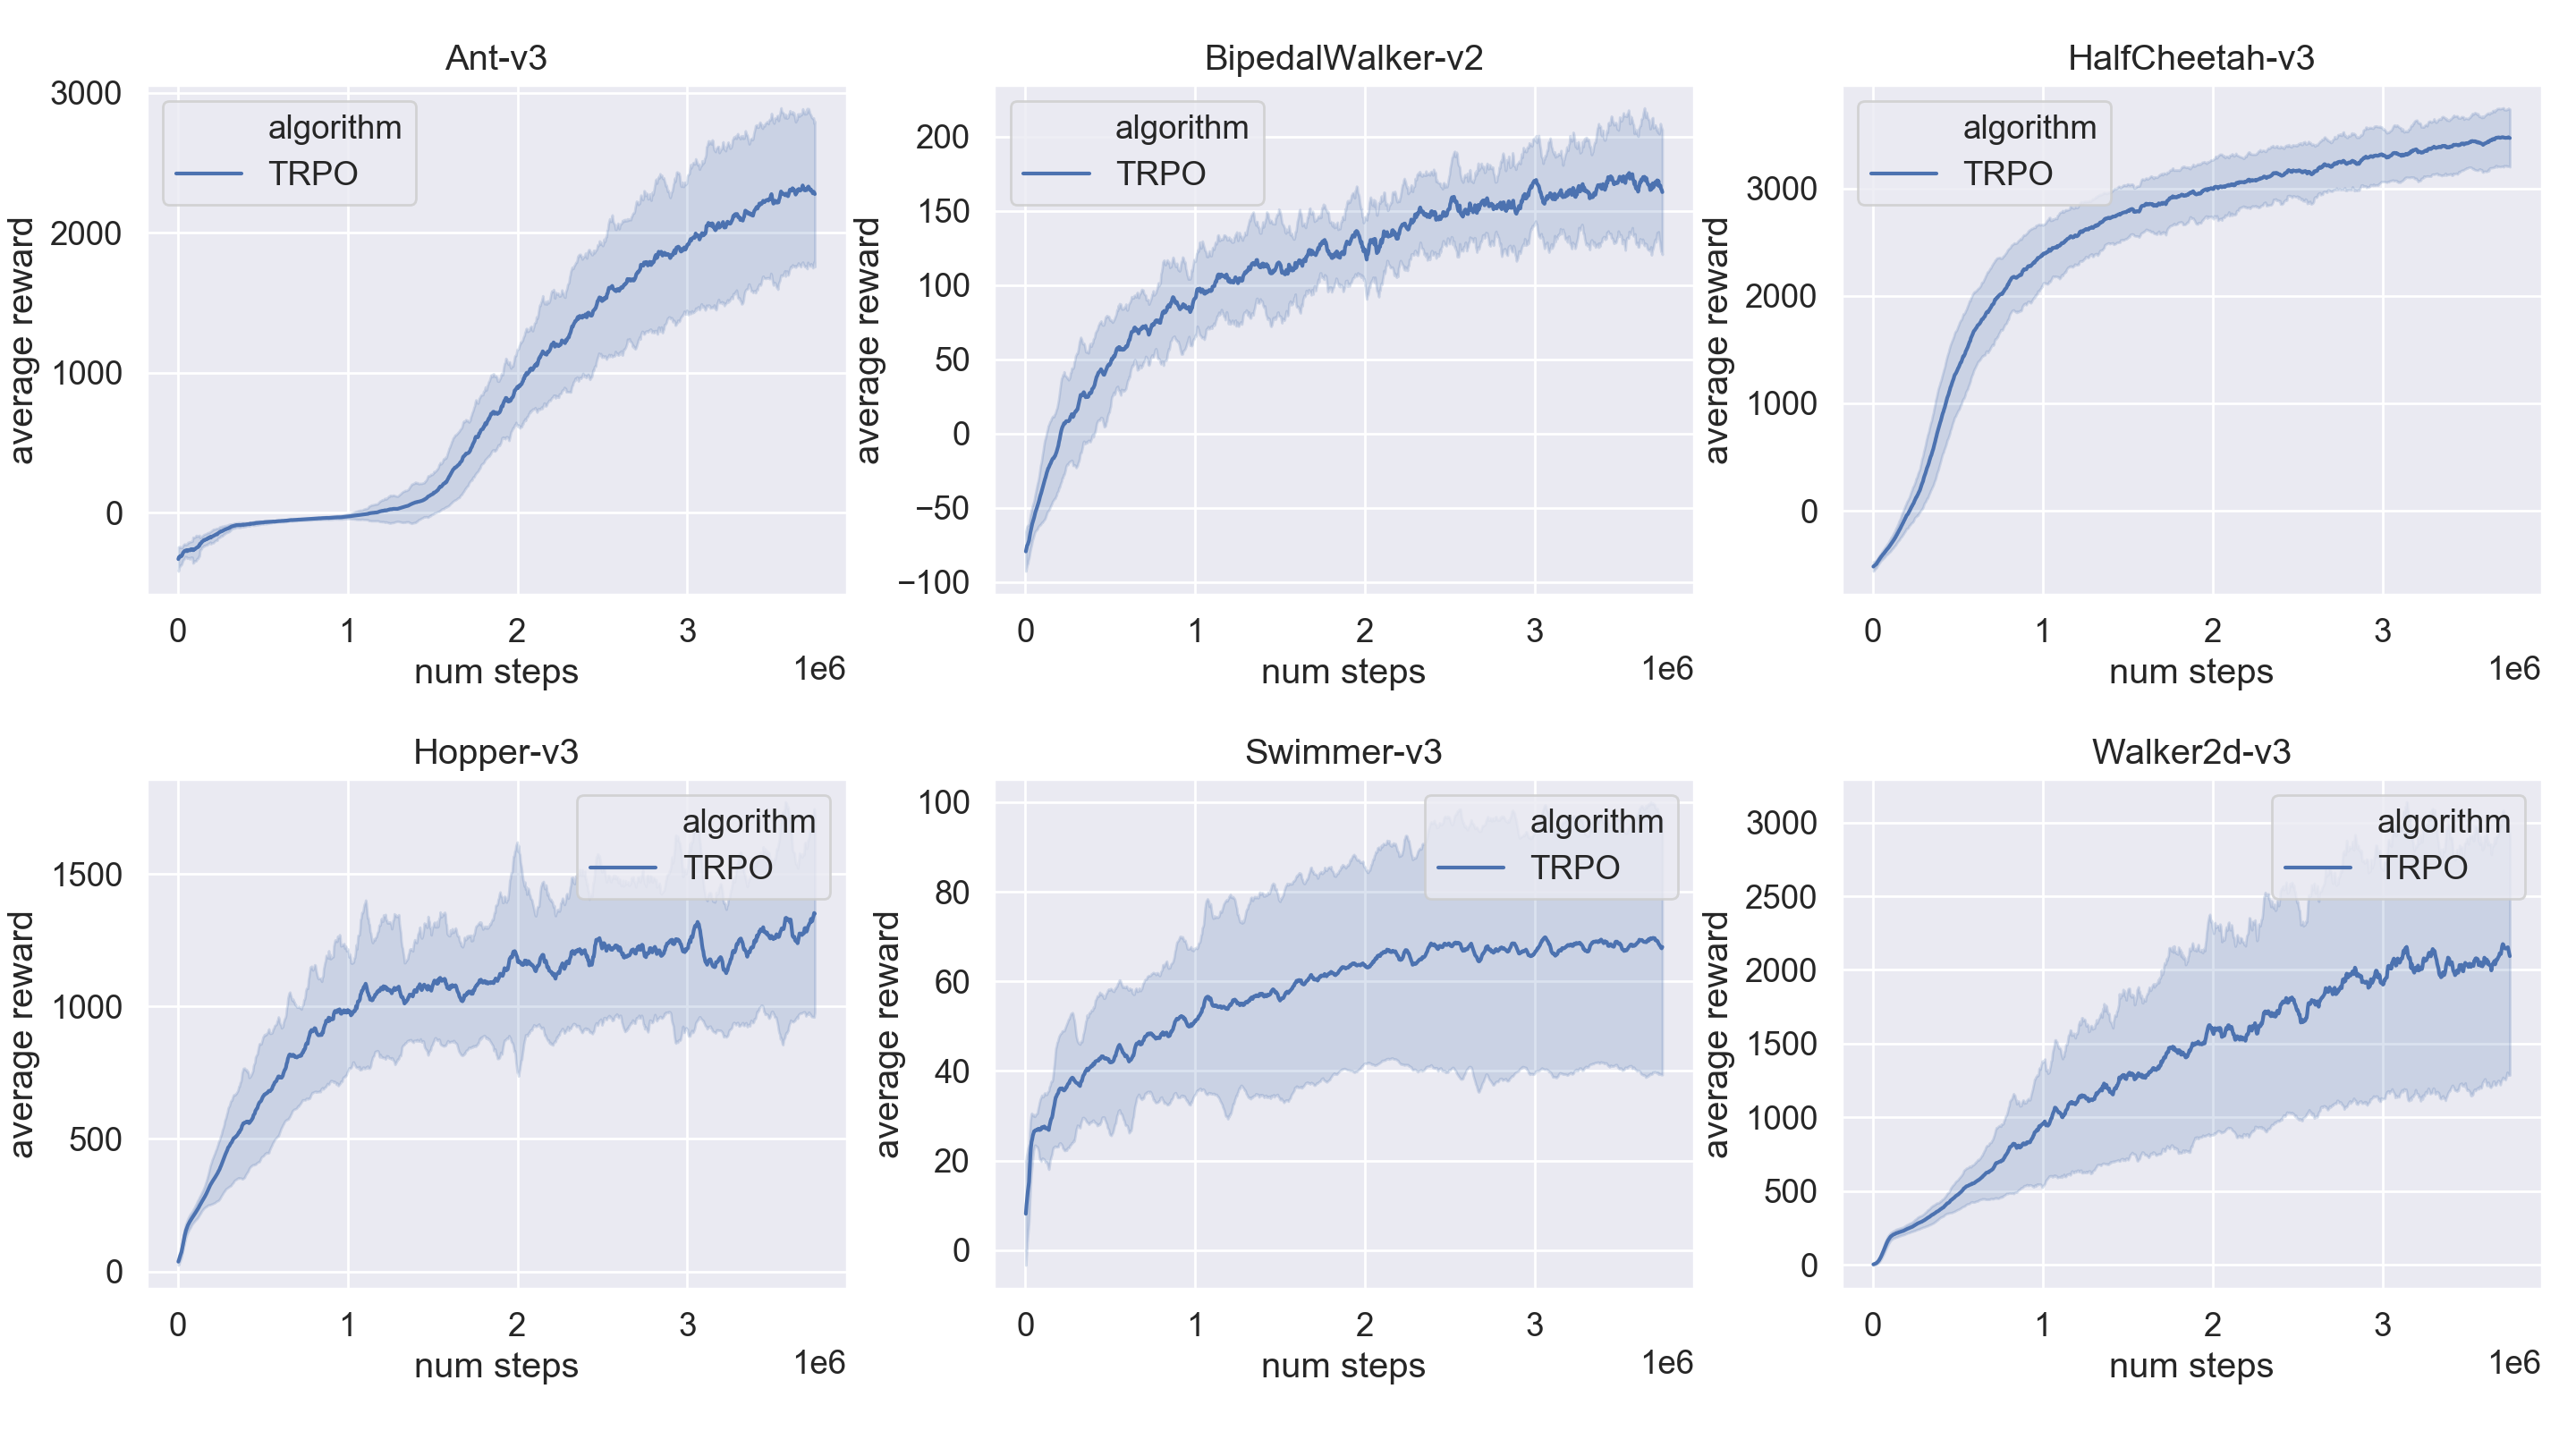 Ant-v3
3000
2000
1000
0
average reward
algorithm
TRPO
0 1 2 3
1e6
num steps
BipedalWalker-v2
200
150
100
50
0
−50
−100
average reward
algorithm
TRPO
0 1 2 3
1e6
num steps
HalfCheetah-v3
3000
2000
1000
0
average reward
algorithm
TRPO
0 1 2 3
1e6
num steps
Hopper-v3
1500
1000
500
0
average reward
algorithm
TRPO
0 1 2 3
1e6
num steps
Swimmer-v3
100
80
60
40
20
0
average reward
algorithm
TRPO
0 1 2 3
1e6
num steps
Walker2d-v3
3000
2500
2000
1500
1000
500
0
average reward
algorithm
TRPO
0 1 2 3
1e6
num steps